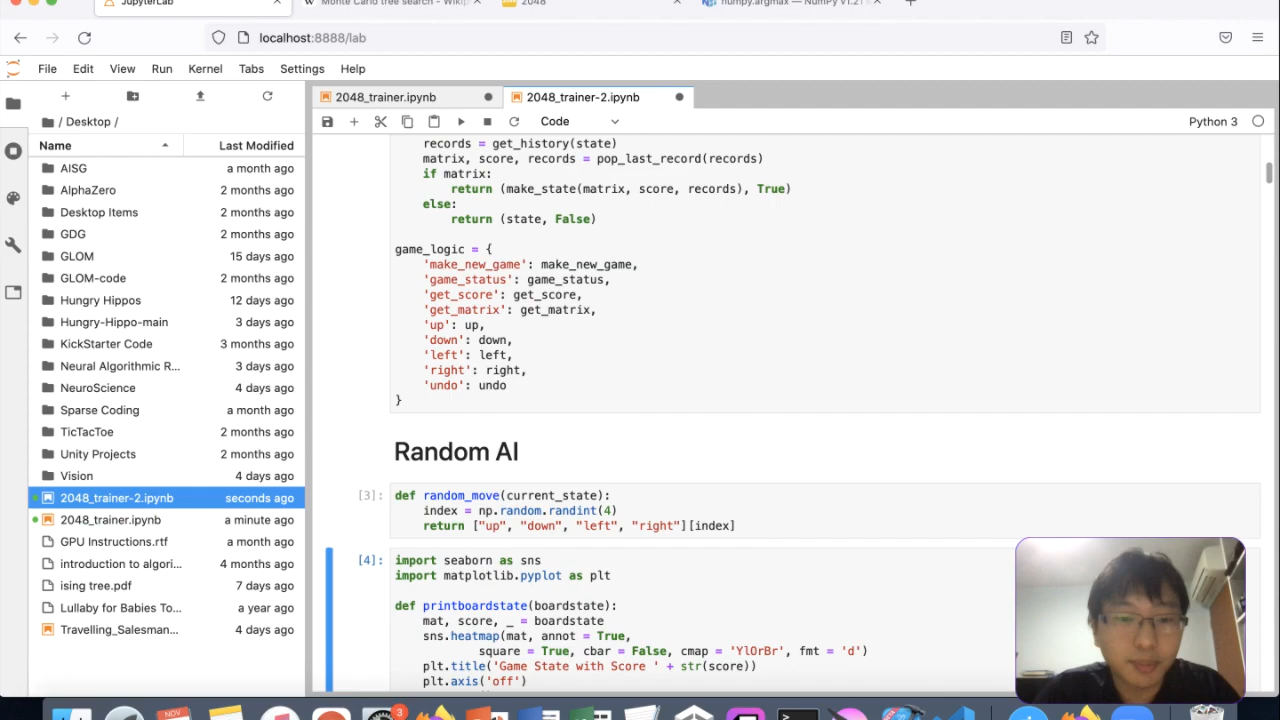 JupyterLab
Monte Carlo tree search - Wikip
2048
numpy.argmax — NumPy v1.21
localhost:8888/lab
File Edit View Run Kernel Tabs Settings Help
2048_trainer.ipynb
2048_trainer-2.ipynb
Code
Python 3
/ Desktop /
Name Last Modified
AISG a month ago
AlphaZero 2 months ago
Desktop Items 2 months ago
GDG 2 months ago
GLOM 15 days ago
GLOM-code 2 months ago
Hungry Hippos 12 days ago
Hungry-Hippo-main 3 days ago
KickStarter Code 3 months ago
Neural Algorithmic R... 3 days ago
NeuroScience 4 days ago
Sparse Coding a month ago
TicTacToe 2 months ago
Unity Projects 2 months ago
Vision 4 days ago
2048_trainer-2.ipynb seconds ago
2048_trainer.ipynb a minute ago
GPU Instructions.rtf a month ago
introduction to algori... 4 months ago
ising tree.pdf 7 days ago
Lullaby for Babies To... a year ago
Travelling_Salesman... 4 days ago
records = get_history(state)
matrix, score, records = pop_last_record(records)
if matrix:
return (make_state(matrix, score, records), True)
else:
return (state, False)
game_logic = {
'make_new_game': make_new_game,
'game_status': game_status,
'get_score': get_score,
'get_matrix': get_matrix,
'up': up,
'down': down,
'left': left,
'right': right,
'undo': undo
}
Random AI
[3]: def random_move(current_state):
index = np.random.randint(4)
return ["up", "down", "left", "right"][index]
[4]: import seaborn as sns
import matplotlib.pyplot as plt
def printboardstate(boardstate):
mat, score, _ = boardstate
sns.heatmap(mat, annot = True,
square = True, cbar = False, cmap = 'YlOrBr', fmt = 'd')
plt.title('Game State with Score ' + str(score))
plt.axis('off')
NOV
3